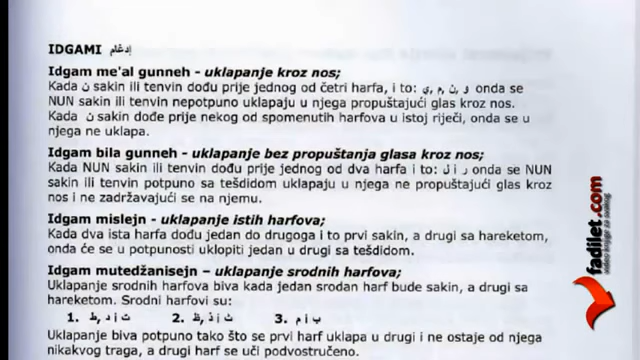 IDGAMI إدغام
Idgam me'al gunneh - uklapanje kroz nos;
Kada ن sakin ili tenvin dođu prije jednog od četri harfa, i to: و, ن, م, ي onda se
NUN sakin ili tenvin nepotpuno uklapaju u njega propuštajući glas kroz nos.
Kada ن sakin dođe prije nekog od spomenutih harfova u istoj riječi, onda se u
njega ne uklapa.
Idgam bila gunneh - uklapanje bez propuštanja glasa kroz nos;
Kada NUN sakin ili tenvin dođu prije jednog od dva harfa i to: ر i ل onda se NUN
sakin ili tenvin potpuno sa tešdidom uklapaju u njega ne propuštajući glas kroz
nos i ne zadržavajući se na njemu.
Idgam mislejn - uklapanje istih harfova;
Kada dva ista harfa dođu jedan do drugoga i to prvi sakin, a drugi sa hareketom,
onda će se u potpunosti uklopiti jedan u drugi sa tešdidom.
Idgam mutedžanisejn – uklapanje srodnih harfova;
Uklapanje srodnih harfova biva kada jedan srodan harf bude sakin, a drugi sa
hareketom. Srodni harfovi su:
1. ت i د, ط 2. ث i ذ, ظ 3. ب i م
Uklapanje biva potpuno tako što se prvi harf uklapa u drugi i ne ostaje od njega
nikakvog traga, a drugi harf se uči podvostručeno.
fadilet.com